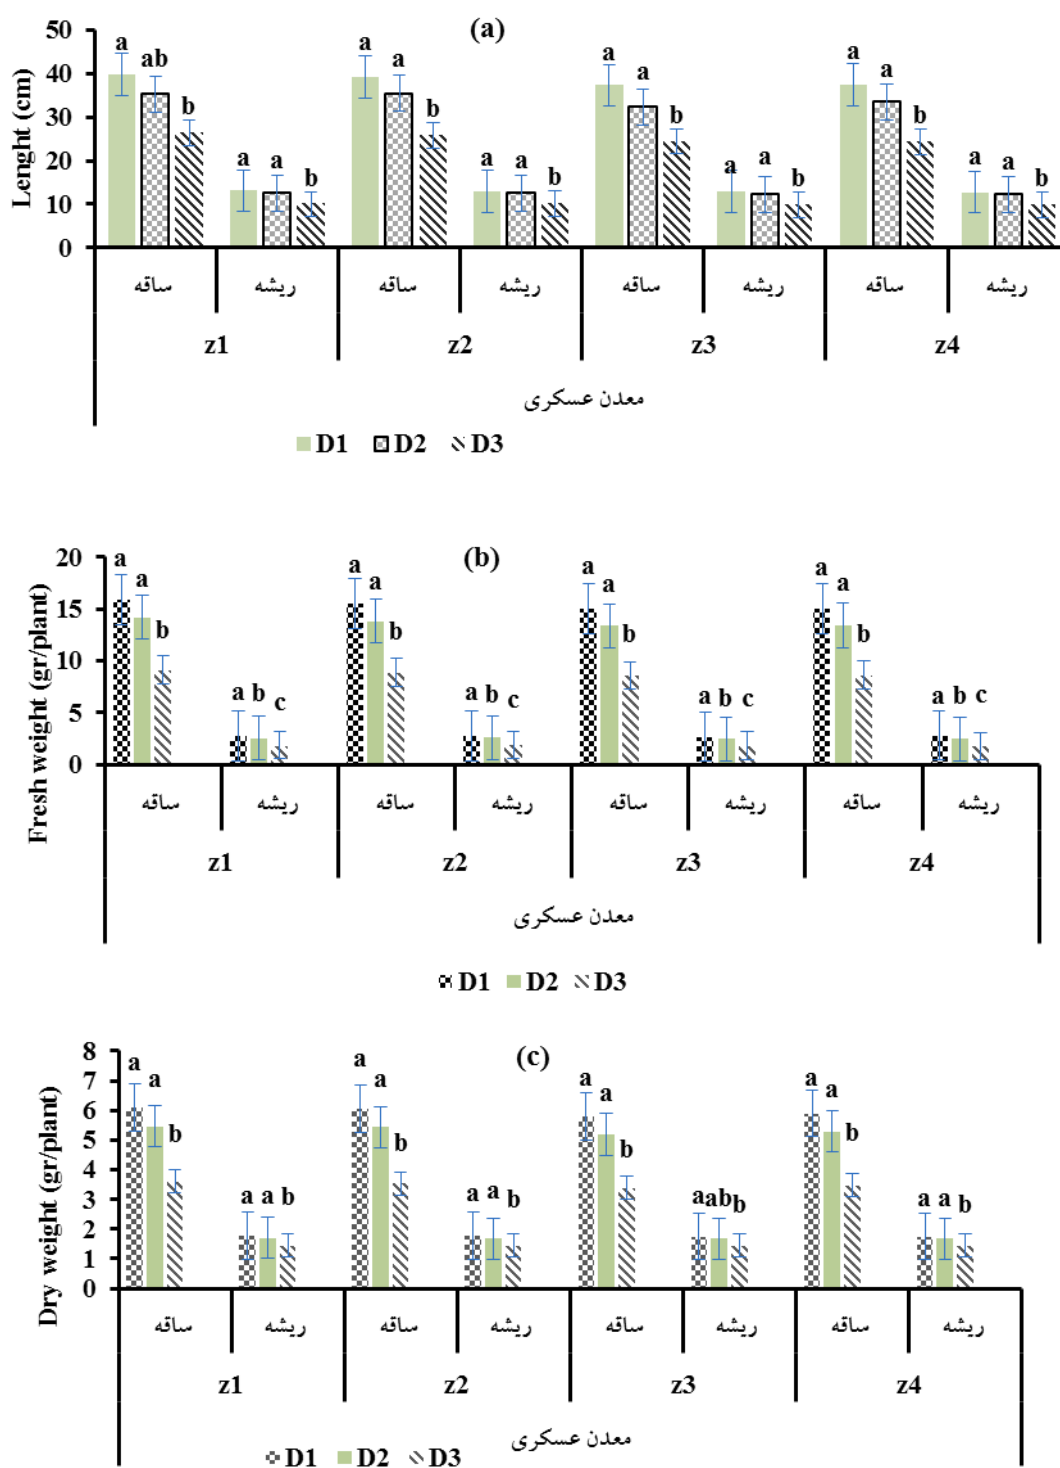 (a)
Lenght (cm)
50
40
30
20
10
0
a ab b a a b a a b a a b a a b a a b a a b a a b
ساقه ریشه ساقه ریشه ساقه ریشه ساقه ریشه
z1 z2 z3 z4
معدن عسکری
D1 D2 D3
(b)
Fresh weight (gr/plant)
20
15
10
5
0
a a b a b c a a b a b c a a b a b c a a b a b c
ساقه ریشه ساقه ریشه ساقه ریشه ساقه ریشه
z1 z2 z3 z4
معدن عسکری
D1 D2 D3
(c)
Dry weight (gr/plant)
8
7
6
5
4
3
2
1
0
a a b a a b a a b a a b a a b a ab b a a b a a b
ساقه ریشه ساقه ریشه ساقه ریشه ساقه ریشه
z1 z2 z3 z4
معدن عسکری
D1 D2 D3